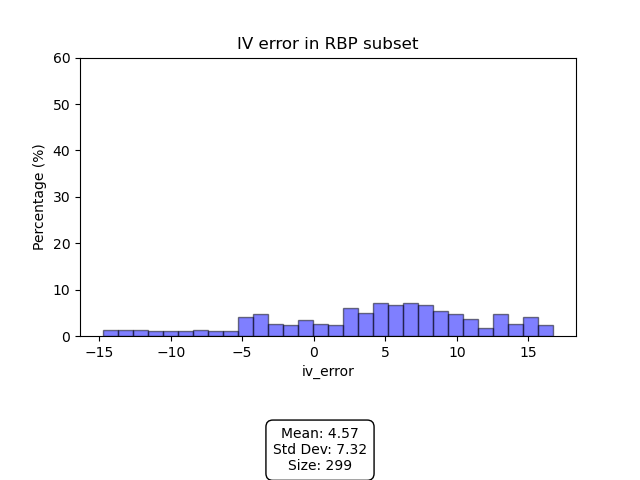 IV error in RBP subset
60
50
40
30
20
10
0
Percentage (%)
−15 −10 −5 0 5 10 15
iv_error
Mean: 4.57
Std Dev: 7.32
Size: 299